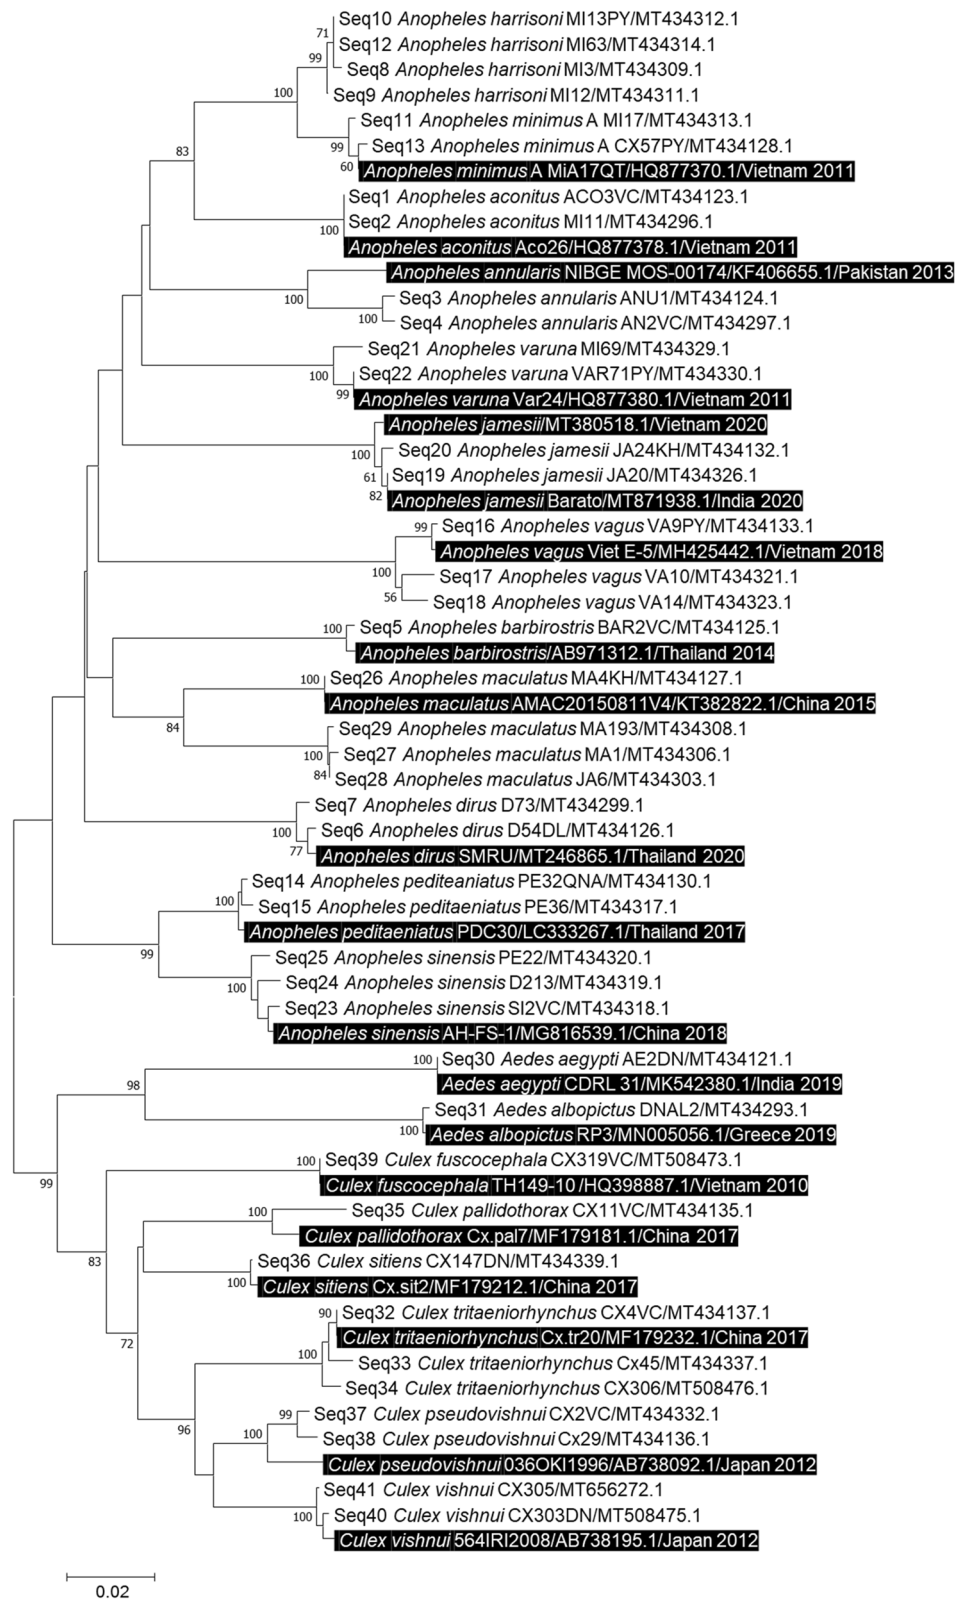 Seq10 Anopheles harrisoni MI13PY/MT434312.1
71
Seq12 Anopheles harrisoni MI63/MT434314.1
99
Seq8 Anopheles harrisoni MI3/MT434309.1
100
Seq9 Anopheles harrisoni MI12/MT434311.1
Seq11 Anopheles minimus A MI17/MT434313.1
99
Seq13 Anopheles minimus A CX57PY/MT434128.1
83
60
Anopheles minimus A MiA17QT/HQ877370.1/Vietnam 2011
Seq1 Anopheles aconitus ACO3VC/MT434123.1
Seq2 Anopheles aconitus MI11/MT434296.1
100
Anopheles aconitus Aco26/HQ877378.1/Vietnam 2011
Anopheles annularis NIBGE MOS-00174/KF406655.1/Pakistan 2013
100
Seq3 Anopheles annularis ANU1/MT434124.1
100
Seq4 Anopheles annularis AN2VC/MT434297.1
Seq21 Anopheles varuna MI69/MT434329.1
100
Seq22 Anopheles varuna VAR71PY/MT434330.1
99
Anopheles varuna Var24/HQ877380.1/Vietnam 2011
Anopheles jamesii/MT380518.1/Vietnam 2020
100
Seq20 Anopheles jamesii JA24KH/MT434132.1
61
Seq19 Anopheles jamesii JA20/MT434326.1
82
Anopheles jamesii Barato/MT871938.1/India 2020
99
Seq16 Anopheles vagus VA9PY/MT434133.1
Anopheles vagus Viet E-5/MH425442.1/Vietnam 2018
100
Seq17 Anopheles vagus VA10/MT434321.1
56
Seq18 Anopheles vagus VA14/MT434323.1
100
Seq5 Anopheles barbirostris BAR2VC/MT434125.1
Anopheles barbirostris/AB971312.1/Thailand 2014
100
Seq26 Anopheles maculatus MA4KH/MT434127.1
Anopheles maculatus AMAC20150811V4/KT382822.1/China 2015
84
Seq29 Anopheles maculatus MA193/MT434308.1
100
Seq27 Anopheles maculatus MA1/MT434306.1
84
Seq28 Anopheles maculatus JA6/MT434303.1
Seq7 Anopheles dirus D73/MT434299.1
100
Seq6 Anopheles dirus D54DL/MT434126.1
77
Anopheles dirus SMRU/MT246865.1/Thailand 2020
Seq14 Anopheles pediteaniatus PE32QNA/MT434130.1
100
Seq15 Anopheles peditaeniatus PE36/MT434317.1
Anopheles peditaeniatus PDC30/LC333267.1/Thailand 2017
99
Seq25 Anopheles sinensis PE22/MT434320.1
100
Seq24 Anopheles sinensis D213/MT434319.1
Seq23 Anopheles sinensis SI2VC/MT434318.1
Anopheles sinensis AH-FS-1/MG816539.1/China 2018
100
Seq30 Aedes aegypti AE2DN/MT434121.1
98
Aedes aegypti CDRL 31/MK542380.1/India 2019
Seq31 Aedes albopictus DNAL2/MT434293.1
100
Aedes albopictus RP3/MN005056.1/Greece 2019
100
Seq39 Culex fuscocephala CX319VC/MT508473.1
99
Culex fuscocephala TH149-10 /HQ398887.1/Vietnam 2010
Seq35 Culex pallidothorax CX11VC/MT434135.1
100
Culex pallidothorax Cx.pal7/MF179181.1/China 2017
83
Seq36 Culex sitiens CX147DN/MT434339.1
100
Culex sitiens Cx.sit2/MF179212.1/China 2017
90
Seq32 Culex tritaeniorhynchus CX4VC/MT434137.1
Culex tritaeniorhynchus Cx.tr20/MF179232.1/China 2017
72
100
Seq33 Culex tritaeniorhynchus Cx45/MT434337.1
Seq34 Culex tritaeniorhynchus CX306/MT508476.1
99
Seq37 Culex pseudovishnui CX2VC/MT434332.1
96
100
Seq38 Culex pseudovishnui Cx29/MT434136.1
Culex pseudovishnui 036OKI1996/AB738092.1/Japan 2012
Seq41 Culex vishnui CX305/MT656272.1
100
Seq40 Culex vishnui CX303DN/MT508475.1
Culex vishnui 564IRI2008/AB738195.1/Japan 2012
0.02